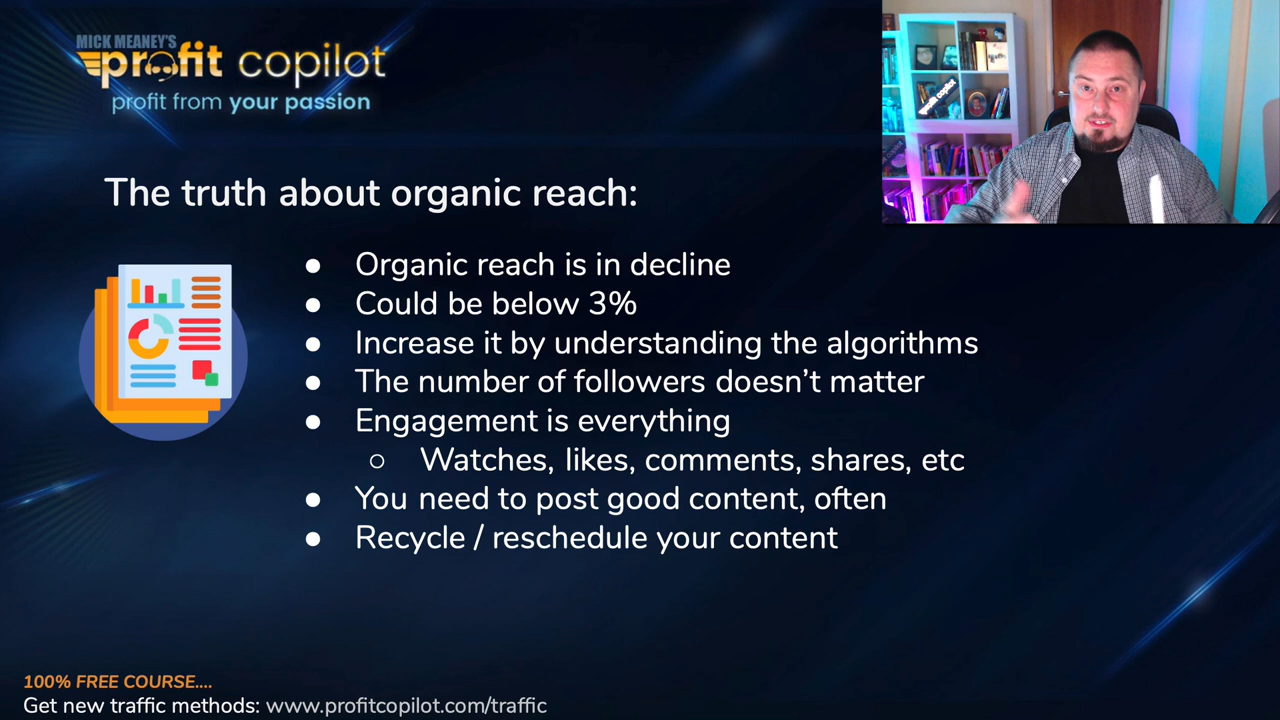 MICK MEANEY'S
profit copilot
profit from your passion
The truth about organic reach:
● Organic reach is in decline
● Could be below 3%
● Increase it by understanding the algorithms
● The number of followers doesn't matter
● Engagement is everything
○ Watches, likes, comments, shares, etc
● You need to post good content, often
● Recycle / reschedule your content
100% FREE COURSE....
Get new traffic methods: www.profitcopilot.com/traffic
profit copilot